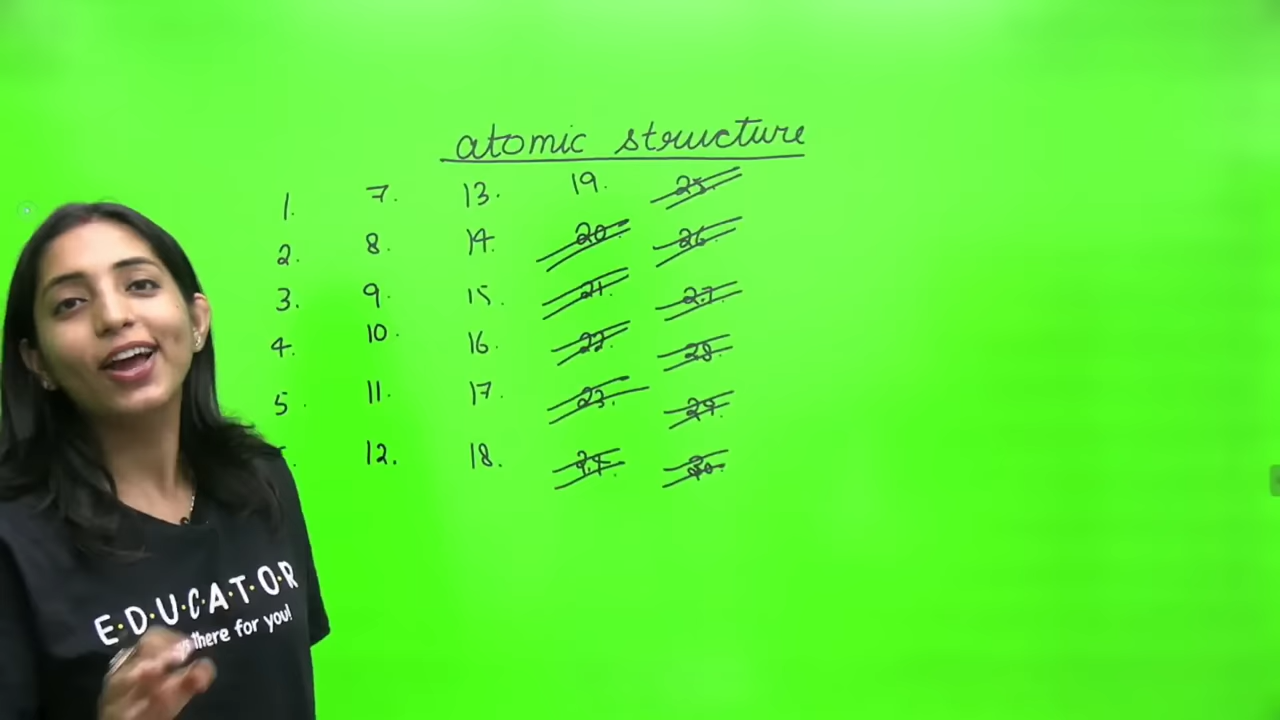 atomic structure
1. 7. 13. 19. 25.
2. 8. 14. 20. 26.
3. 9. 15. 21. 27.
4. 10. 16. 22. 28.
5. 11. 17. 23. 29.
12. 18. 24. 30.
E.D.U.C.A.T.O.R
there for you!